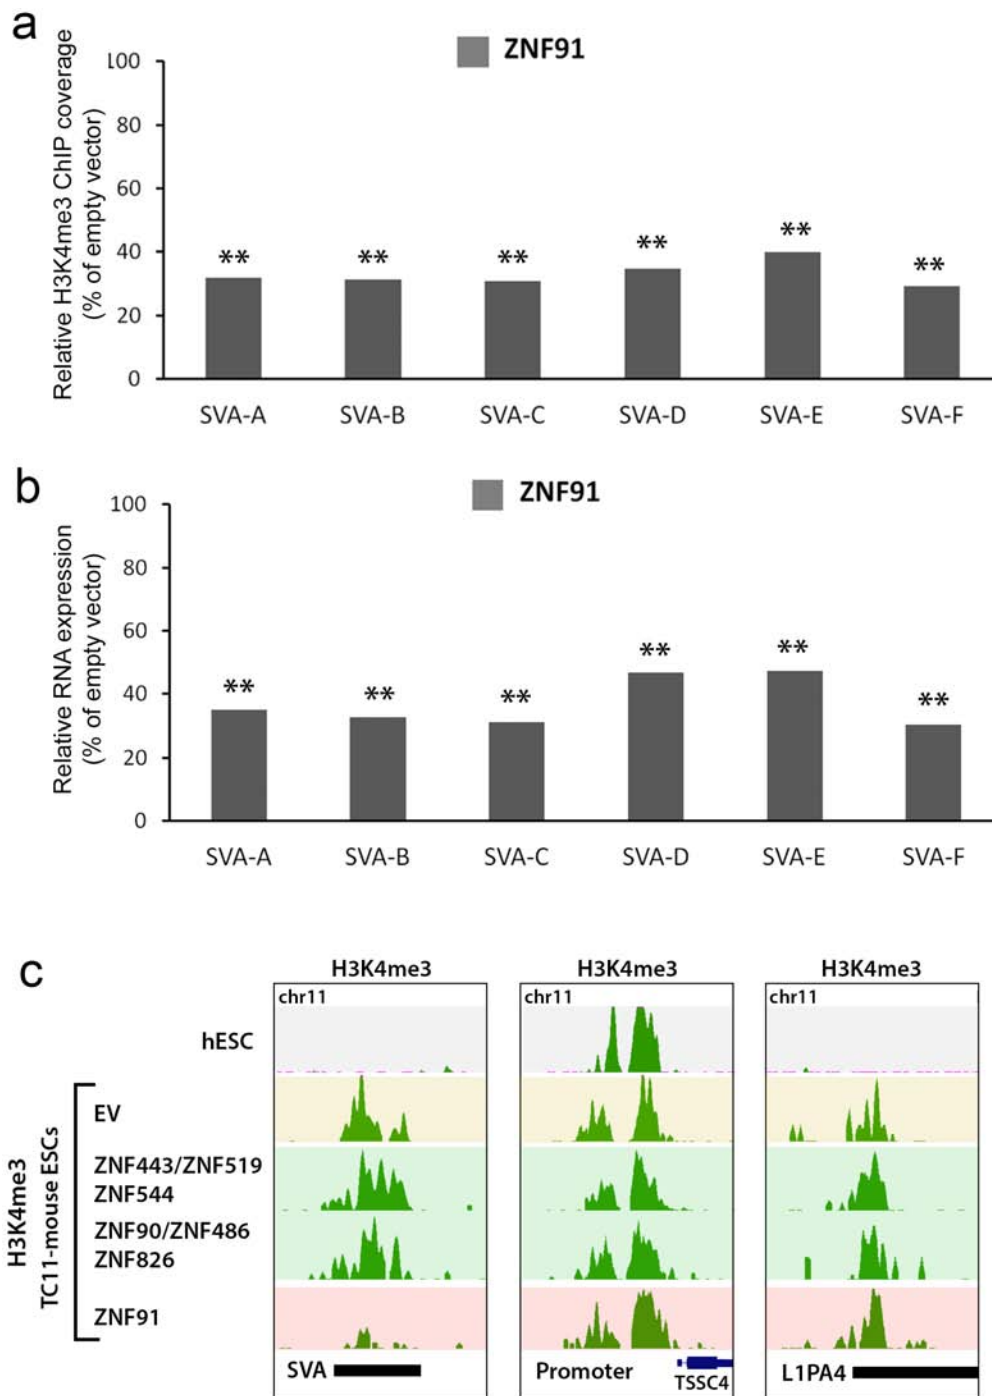 a
ZNF91
Relative H3K4me3 ChIP coverage
(% of empty vector)
100
80
60
40
20
0
**
**
**
**
**
**
SVA-A
SVA-B
SVA-C
SVA-D
SVA-E
SVA-F
b
ZNF91
Relative RNA expression
(% of empty vector)
100
80
60
40
20
0
**
**
**
**
**
**
SVA-A
SVA-B
SVA-C
SVA-D
SVA-E
SVA-F
c
H3K4me3
H3K4me3
H3K4me3
chr11
chr11
chr11
hESC
H3K4me3
TC11-mouse ESCs
EV
ZNF443/ZNF519
ZNF544
ZNF90/ZNF486
ZNF826
ZNF91
SVA
Promoter
TSSC4
L1PA4